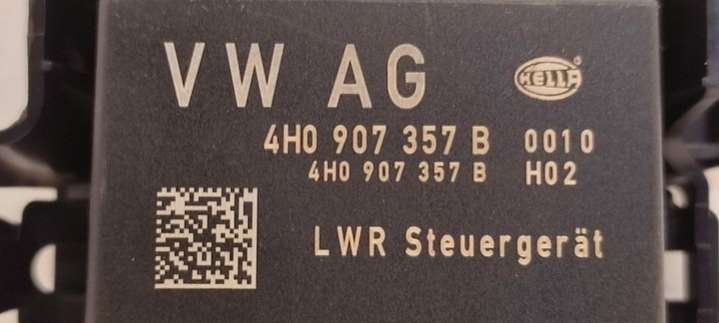 VW AG
HELLA ®
4H0 907 357 B 0010
4H0 907 357 B H02
LWR Steuergerät